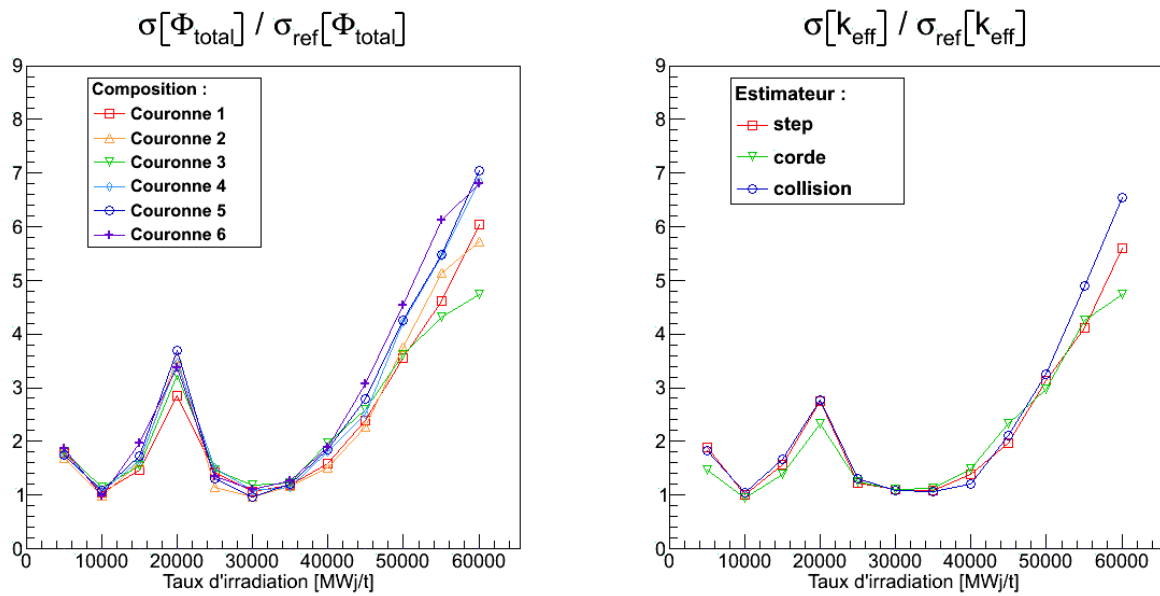 σ[Φtotal] / σref[Φtotal]
9
8
7
6
5
4
3
2
1
0
Composition :
Couronne 1
Couronne 2
Couronne 3
Couronne 4
Couronne 5
Couronne 6
0 10000 20000 30000 40000 50000 60000
Taux d'irradiation [MWj/t]
σ[keff] / σref[keff]
9
8
7
6
5
4
3
2
1
0
Estimateur :
step
corde
collision
0 10000 20000 30000 40000 50000 60000
Taux d'irradiation [MWj/t]